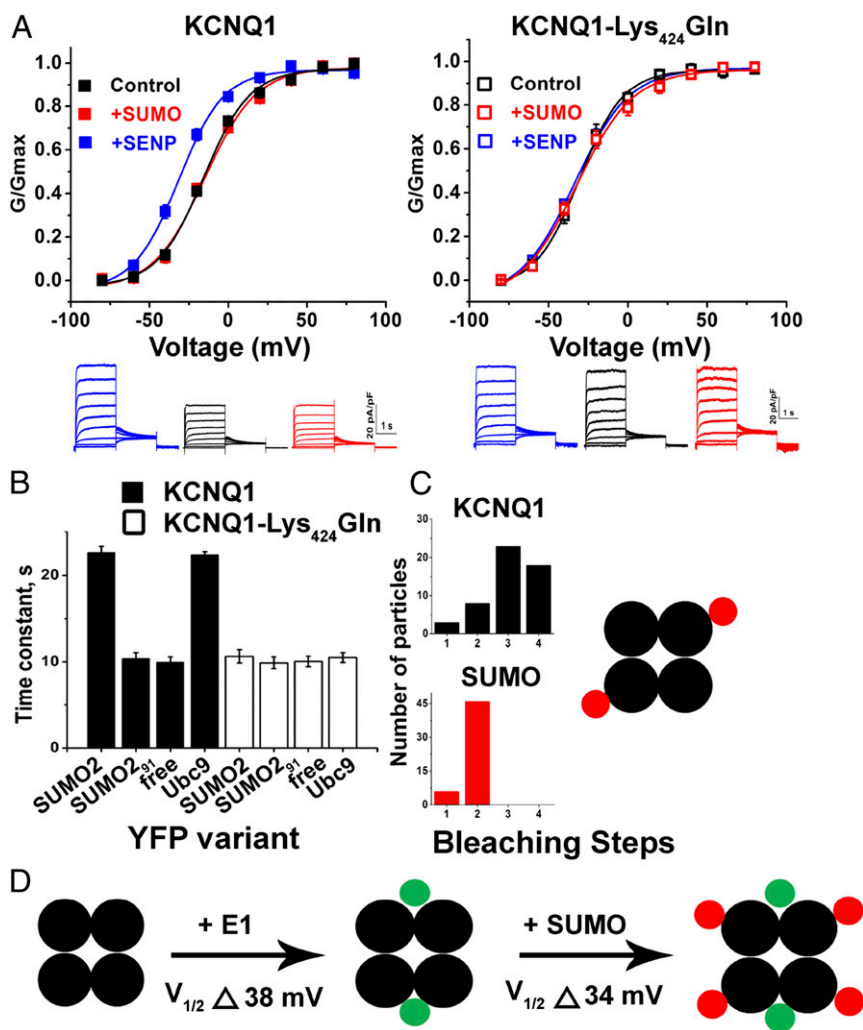 A
KCNQ1
KCNQ1-Lys424Gln
Control
+SUMO
+SENP
Control
+SUMO
+SENP
G/Gmax
1.0
0.8
0.6
0.4
0.2
0.0
-100
-50
0
50
100
Voltage (mV)
G/Gmax
1.0
0.8
0.6
0.4
0.2
0.0
-100
-50
0
50
100
Voltage (mV)
20 pA/pF
1 s
20 pA/pF
1 s
B
KCNQ1
KCNQ1-Lys424Gln
Time constant, s
20
10
0
SUMO2
SUMO291
free
Ubc9
SUMO2
SUMO291
free
Ubc9
YFP variant
C
KCNQ1
Number of particles
30
20
10
0
1 2 3 4
SUMO
45
30
15
0
1 2 3 4
Bleaching Steps
D
+ E1
V1/2 △ 38 mV
+ SUMO
V1/2 △ 34 mV